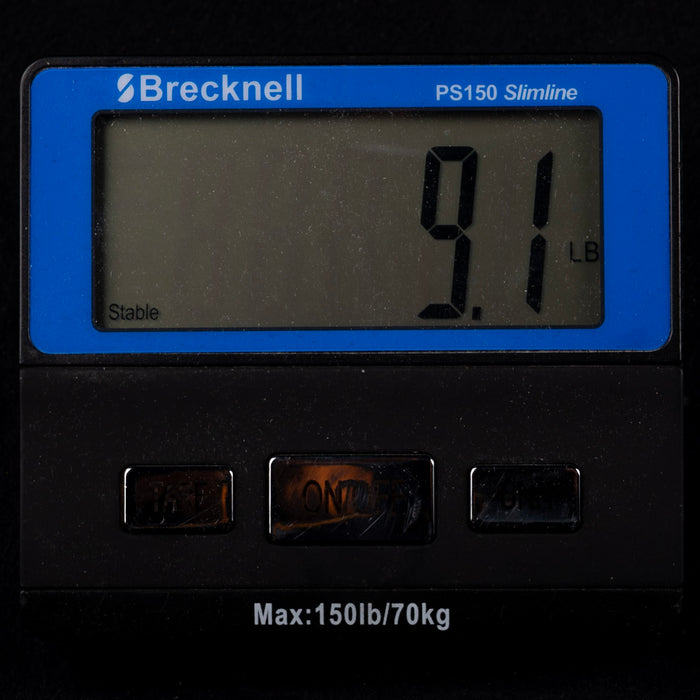 Brecknell PS150 Slimline
9.1 LB
Stable
Max:150lb/70kg